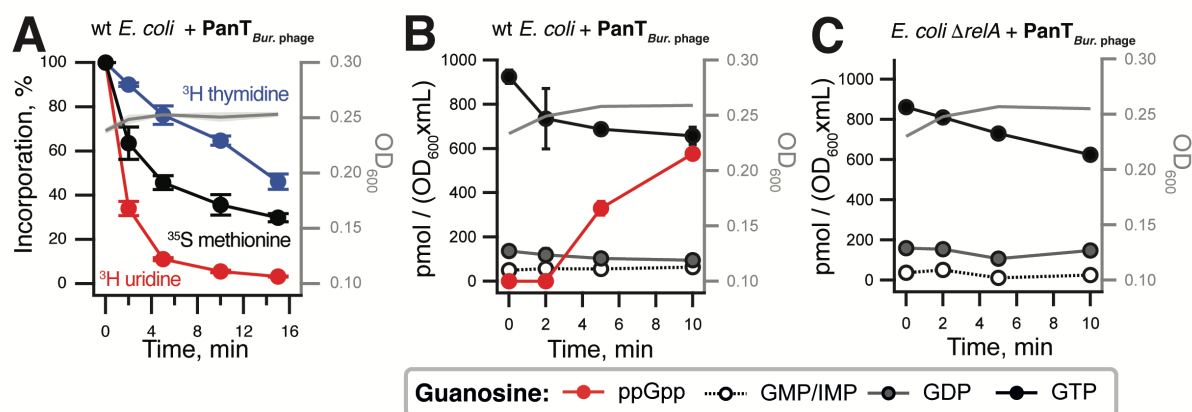 A
wt E. coli + PanT Bur. phage
Incorporation, %
100
80
60
40
20
0
³H thymidine
³⁵S methionine
³H uridine
0.30
0.25
0.20
0.15
0.10
OD600
0 4 8 12 16
Time, min
B
wt E. coli + PanT Bur. phage
pmol / (OD600xmL)
1000
800
600
400
200
0
0.30
0.25
0.20
0.15
0.10
OD600
0 2 4 6 8 10
Time, min
C
E. coli ΔrelA + PanT Bur. phage
pmol / (OD600xmL)
1000
800
600
400
200
0
0.30
0.25
0.20
0.15
0.10
OD600
0 2 4 6 8 10
Time, min
Guanosine: ppGpp GMP/IMP GDP GTP